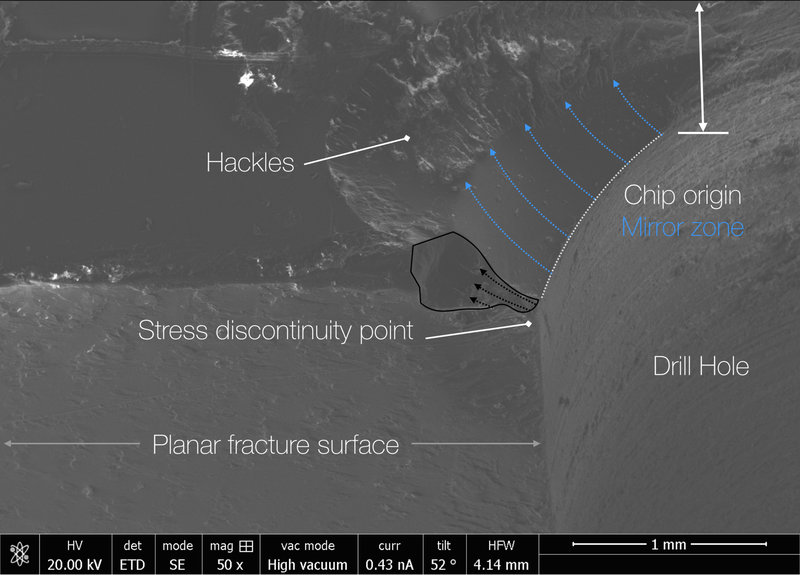 Hackles
Chip origin
Mirror zone
Stress discontinuity point
Drill Hole
Planar fracture surface
HV det mode mag vac mode curr tilt HFW
20.00 kV ETD SE 50 x High vacuum 0.43 nA 52 ° 4.14 mm
1 mm